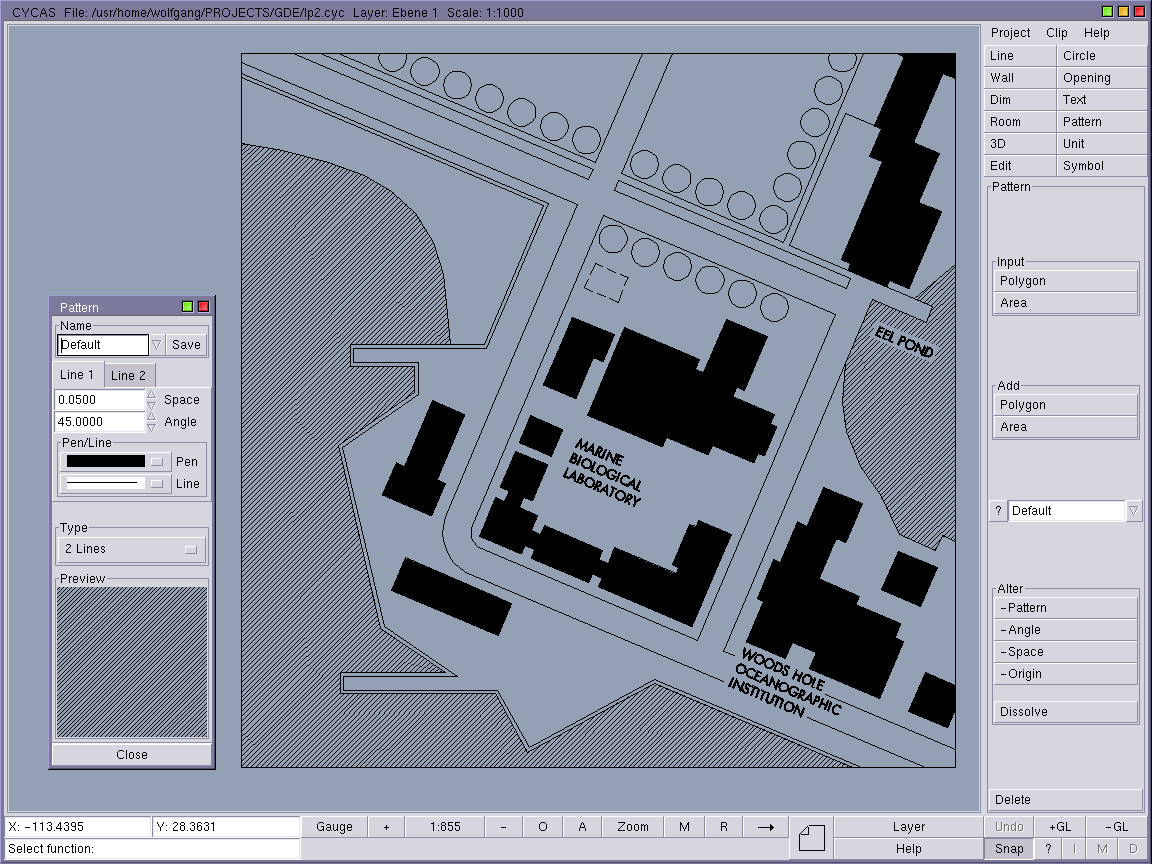 CYCAS File: /usr/home/wolfgang/PROJECTS/GDE/lp2.cyc Layer: Ebene 1 Scale: 1:1000
Project Clip Help
Line Circle
Wall Opening
Dim Text
Room Pattern
3D Unit
Edit Symbol
Pattern
Input
Polygon
Area
Add
Polygon
Area
? Default
Alter
-Pattern
-Angle
-Space
-Origin
Dissolve
Delete
Pattern
Name
Default Save
Line 1 Line 2
0.0500 Space
45.0000 Angle
Pen/Line
Pen
Line
Type
2 Lines
Preview
Close
EEL POND
MARINE
BIOLOGICAL
LABORATORY
WOODS HOLE
OCEANOGRAPHIC
INSTITUTION
X: -113.4395 Y: 28.3631 Gauge + 1:855 - O A Zoom M R Layer Undo +GL -GL
Select function: Help Snap ? I M D